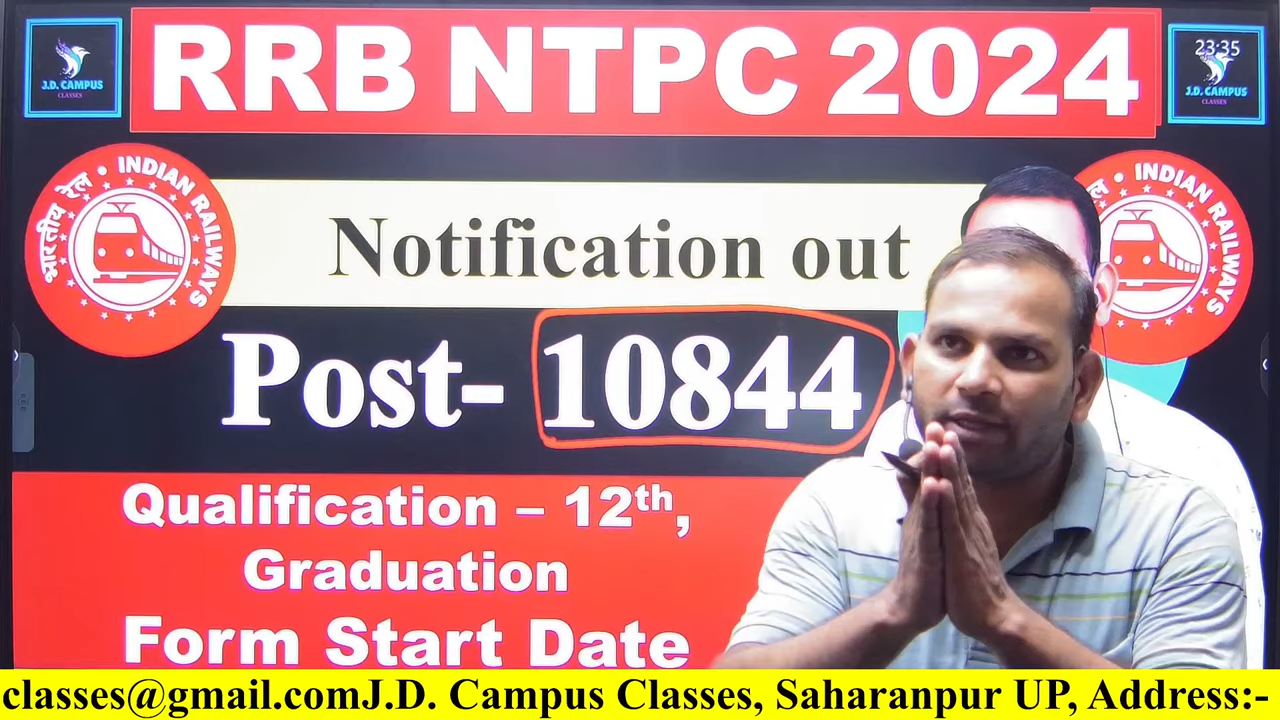 RRB NTPC 2024
J.D. CAMPUS
CLASSES
23:35
J.D. CAMPUS
CLASSES
भारतीय रेल • INDIAN RAILWAYS
रेल • INDIAN RAILWAYS
Notification out
Post- 10844
Qualification – 12th,
Graduation
Form Start Date
classes@gmail.comJ.D. Campus Classes, Saharanpur UP, Address:-